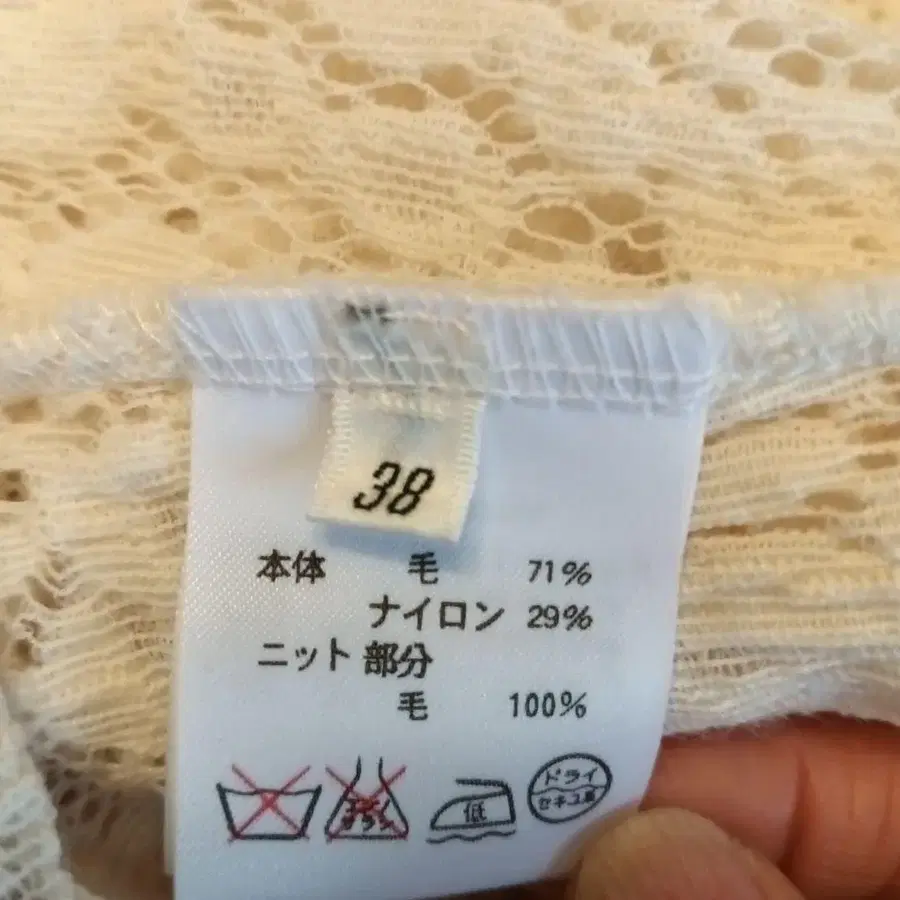 38
本体 毛 71%
ナイロン 29%
ニット部分
毛 100%
低
ドライ
セキユ系